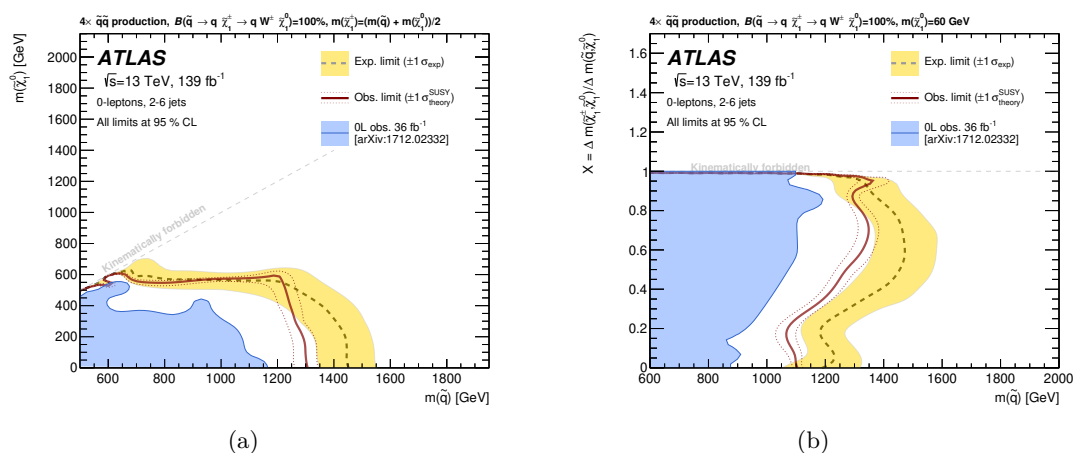 4× q̃q̃ production, B(q̃ → q χ̃₁± → q W± χ̃₁⁰)=100%, m(χ̃₁±)=(m(q̃) + m(χ̃₁⁰))/2
m(χ̃₁⁰) [GeV]
2000
1800
1600
1400
1200
1000
800
600
400
200
0
ATLAS
√s=13 TeV, 139 fb⁻¹
0-leptons, 2-6 jets
All limits at 95 % CL
Exp. limit (±1 σexp)
Obs. limit (±1 σ^SUSY_theory)
0L obs. 36 fb⁻¹
[arXiv:1712.02332]
Kinematically forbidden
600 800 1000 1200 1400 1600 1800
m(q̃) [GeV]
(a)
4× q̃q̃ production, B(q̃ → q χ̃₁± → q W± χ̃₁⁰)=100%, m(χ̃₁⁰)=60 GeV
X = Δ m(χ̃₁±,χ̃₁⁰)/Δ m(q̃,χ̃₁⁰)
1.6
1.4
1.2
1
0.8
0.6
0.4
0.2
0
ATLAS
√s=13 TeV, 139 fb⁻¹
0-leptons, 2-6 jets
All limits at 95 % CL
Exp. limit (±1 σexp)
Obs. limit (±1 σ^SUSY_theory)
0L obs. 36 fb⁻¹
[arXiv:1712.02332]
Kinematically forbidden
600 800 1000 1200 1400 1600 1800 2000
m(q̃) [GeV]
(b)